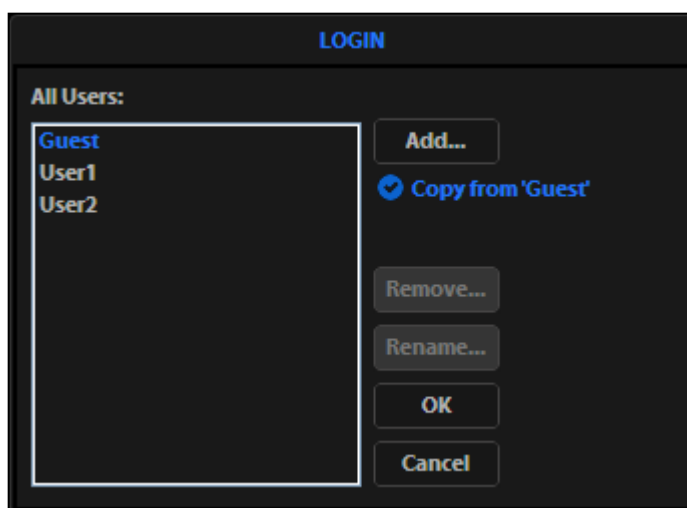 LOGIN
All Users:
Guest
User1
User2
Add...
Copy from 'Guest'
Remove...
Rename...
OK
Cancel